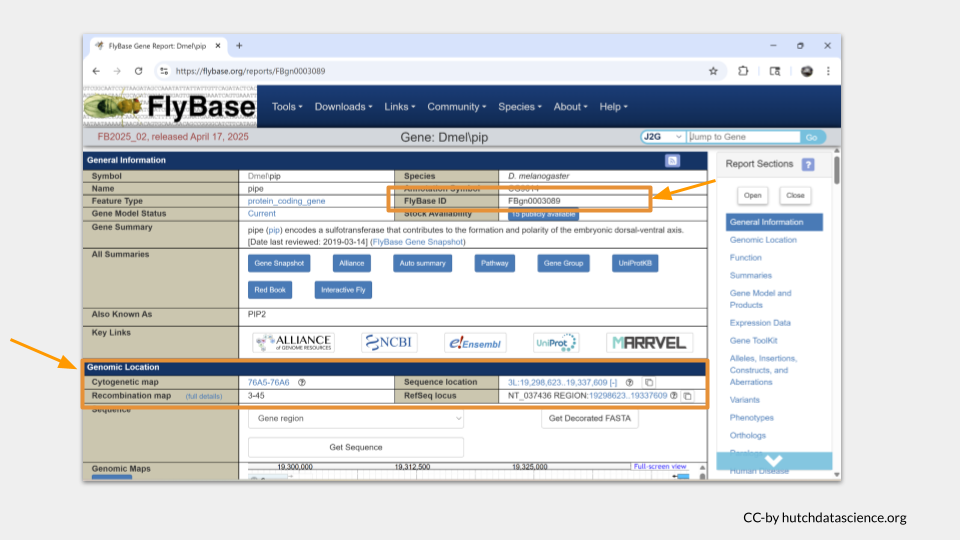 FlyBase Gene Report: Dmel\pip
https://flybase.org/reports/FBgn0003089
FlyBase
Tools Downloads Links Community Species About Help
FB2025_02, released April 17, 2025
Gene: Dmel\pip
J2G Jump to Gene Go
General Information
Symbol Dmel\pip Species D. melanogaster
Name pipe Annotation Symbol CG9614
Feature Type protein_coding_gene FlyBase ID FBgn0003089
Gene Model Status Current Stock Availability 15 publicly available
Gene Summary pipe (pip) encodes a sulfotransferase that contributes to the formation and polarity of the embryonic dorsal-ventral axis.
[Date last reviewed: 2019-03-14] (FlyBase Gene Snapshot)
All Summaries Gene Snapshot Alliance Auto summary Pathway Gene Group UniProtKB
Red Book Interactive Fly
Also Known As PIP2
Key Links ALLIANCE of GENOME RESOURCES NCBI e!Ensembl UniProt MARRVEL
Genomic Location
Cytogenetic map 76A5-76A6 Sequence location 3L:19,298,623..19,337,609 [-]
Recombination map (full details) 3-45 RefSeq locus NT_037436 REGION:19298623..19337609
Sequence Gene region Get Decorated FASTA
Get Sequence
Genomic Maps 19,300,000 19,312,500 19,325,000 Full-screen view
Report Sections ?
Open Close
General Information
Genomic Location
Function
Summaries
Gene Model and
Products
Expression Data
Gene ToolKit
Alleles, Insertions,
Constructs, and
Aberrations
Variants
Phenotypes
Orthologs
Human Disease
CC-by hutchdatascience.org